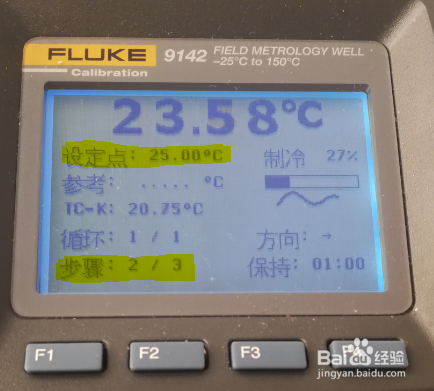 FLUKE 9142 FIELD METROLOGY WELL
Calibration -25°C to 150°C
23.58°C
设定点: 25.00°C 制冷 27%
参考: ..... °C
TC-K: 20.75°C
循环: 1 / 1 方向: →
步骤: 2 / 3 保持: 01:00
F1 F2 F3
Bai 经验
jingyan.baidu.com